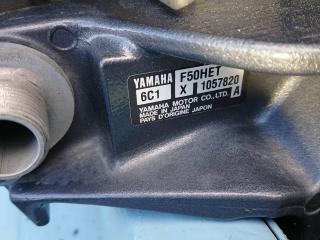 YAMAHA F50HET
6C1 X 1057820
YAMAHA MOTOR CO.,LTD. A
MADE IN JAPAN
PAYS D'ORIGINE JAPON